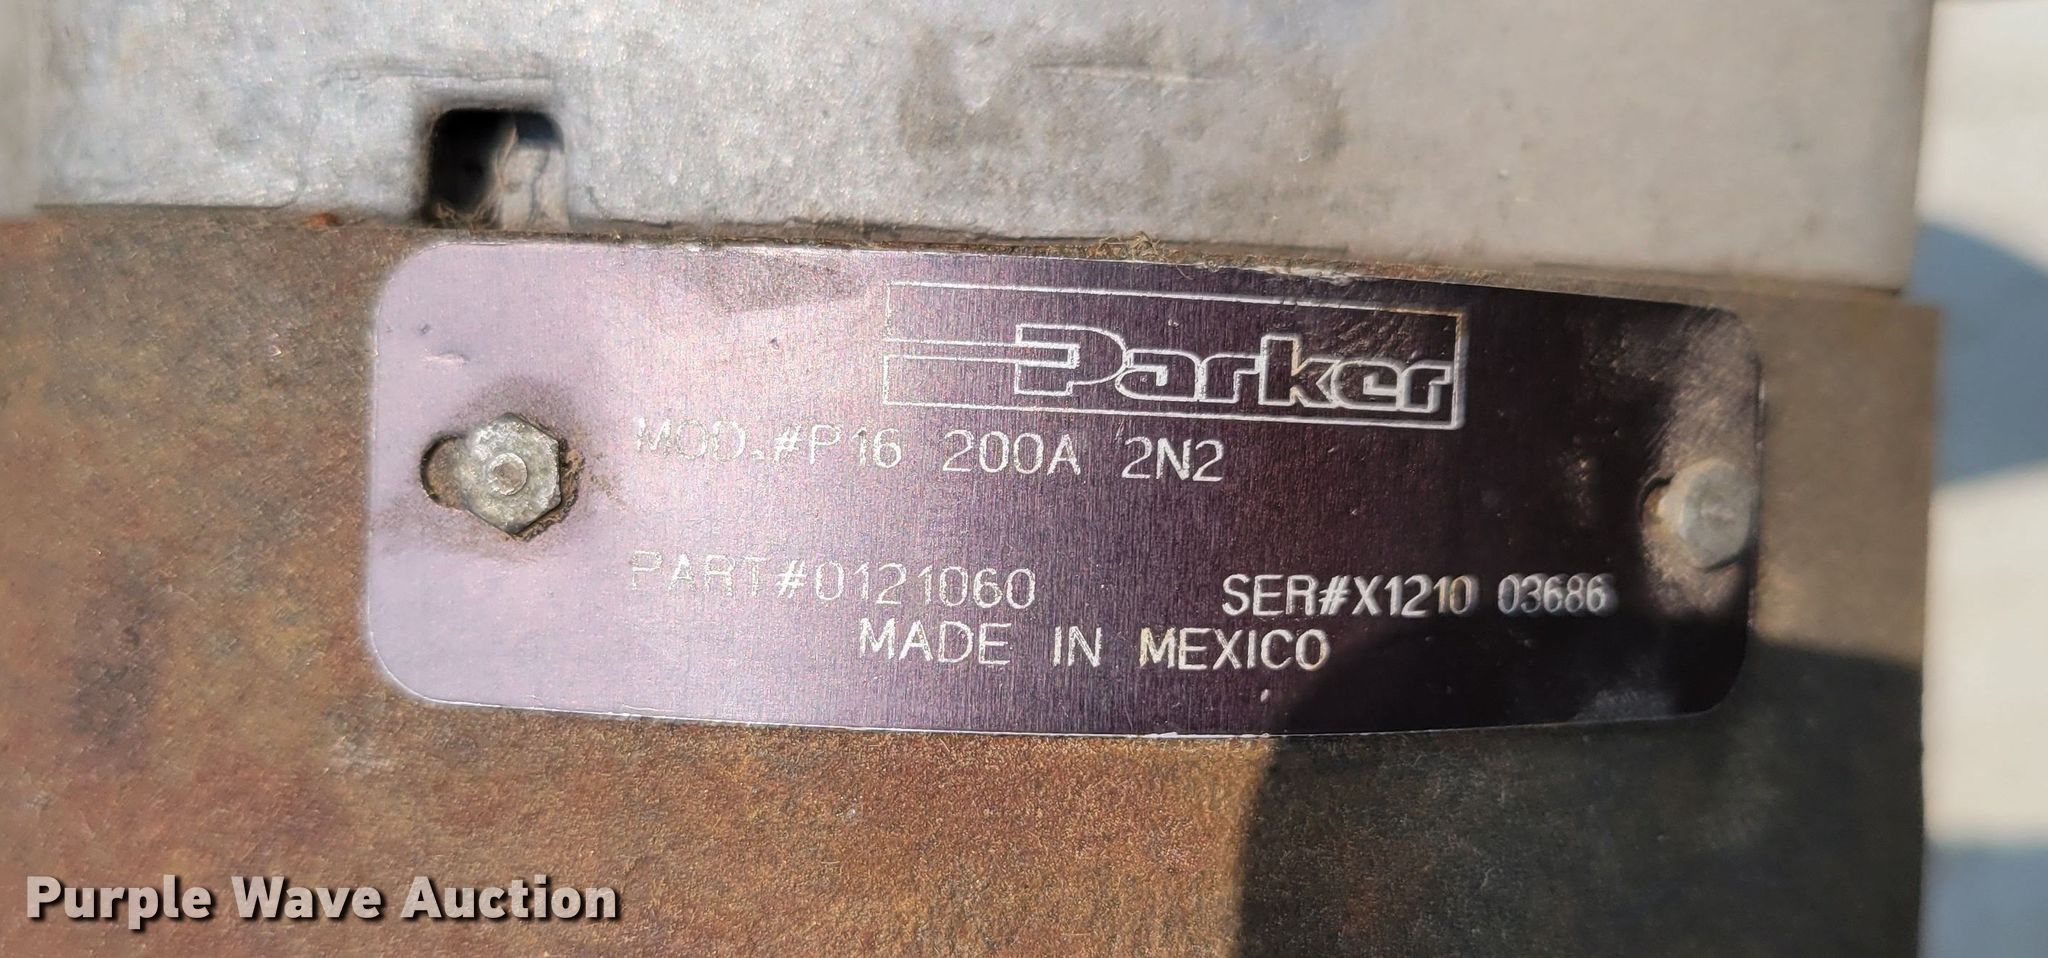 Parker
MOD.#P16 200A 2N2
PART#0121060 SER#X1210 03686
MADE IN MEXICO
Purple Wave Auction